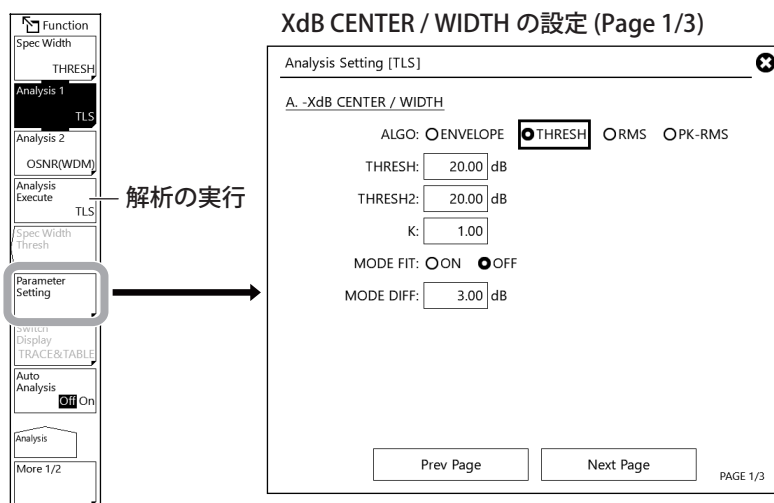 Function
Spec Width
THRESH
Analysis 1
TLS
Analysis 2
OSNR(WDM)
Analysis
Execute
TLS
Spec Width
Thresh
Parameter
Setting
Switch
Display
TRACE&TABLE
Auto
Analysis
Off On
Analysis
More 1/2
解析の実行
XdB CENTER / WIDTH の設定 (Page 1/3)
Analysis Setting [TLS]
A. -XdB CENTER / WIDTH
ALGO: ENVELOPE THRESH RMS PK-RMS
THRESH: 20.00 dB
THRESH2: 20.00 dB
K: 1.00
MODE FIT: ON OFF
MODE DIFF: 3.00 dB
Prev Page Next Page PAGE 1/3